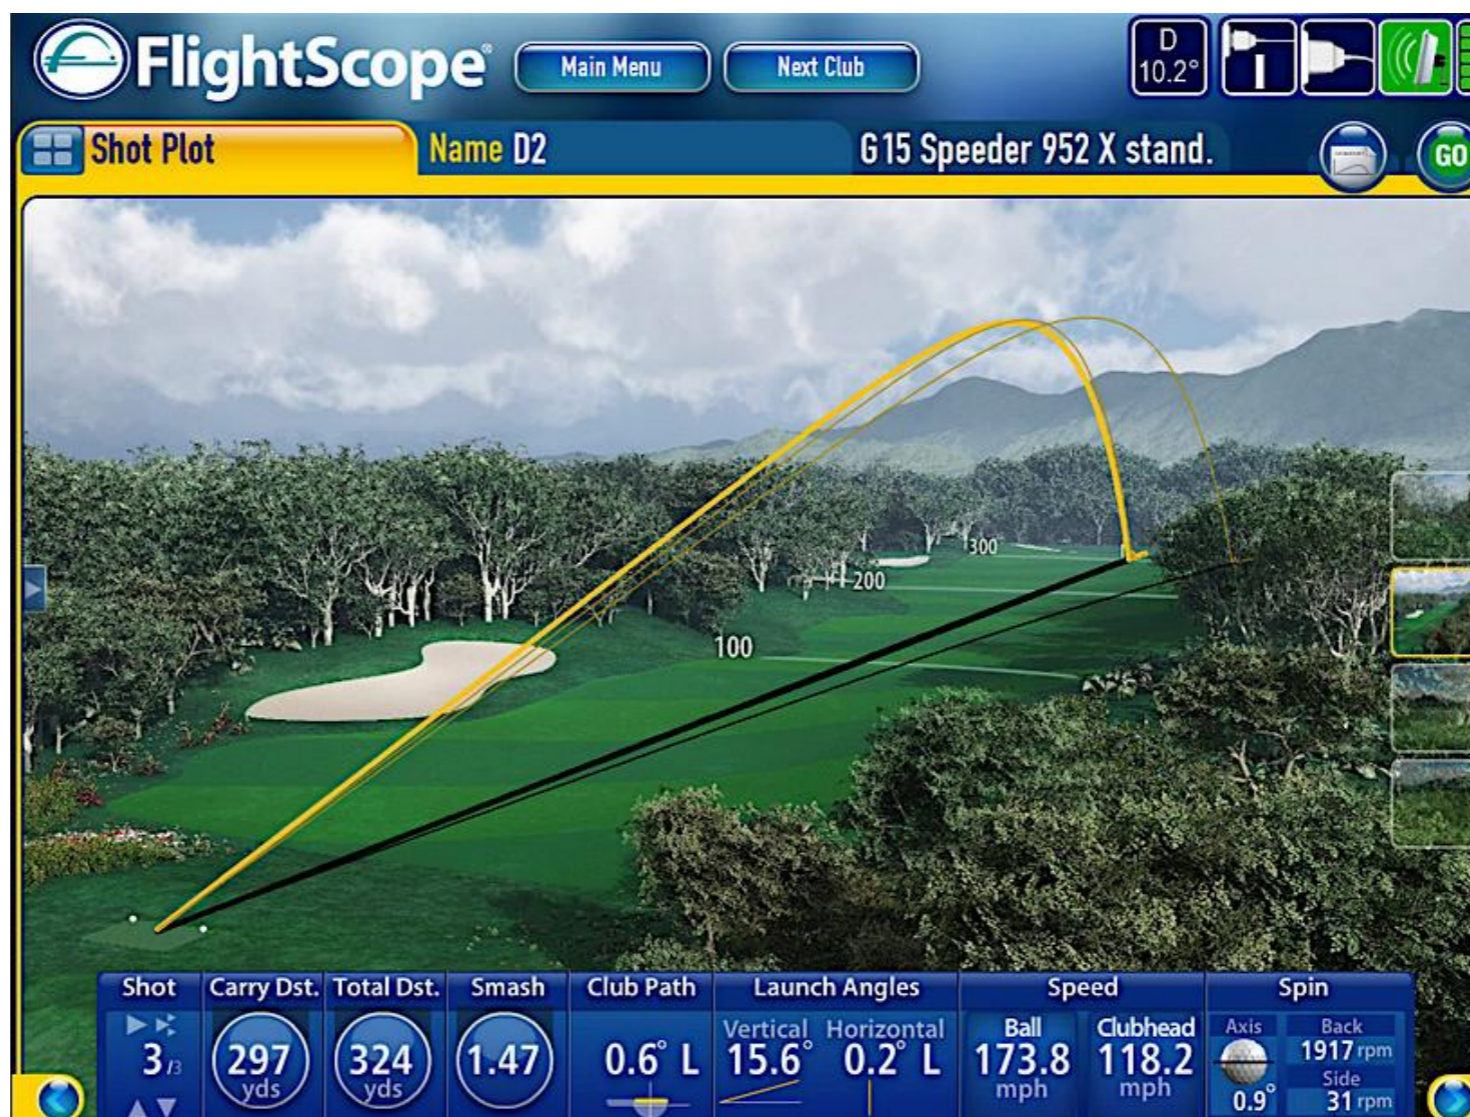 FlightScope®
Main Menu
Next Club
D
10.2°
Shot Plot
Name D2
G15 Speeder 952 X stand.
GO
300
200
100
Shot
Carry Dst.
Total Dst.
Smash
Club Path
Launch Angles
Speed
Spin
Vertical
Horizontal
Ball
Clubhead
Axis
Back
3/3
297
yds
324
yds
1.47
0.6° L
15.6°
0.2° L
173.8
mph
118.2
mph
1917 rpm
Side
0.9°
31 rpm